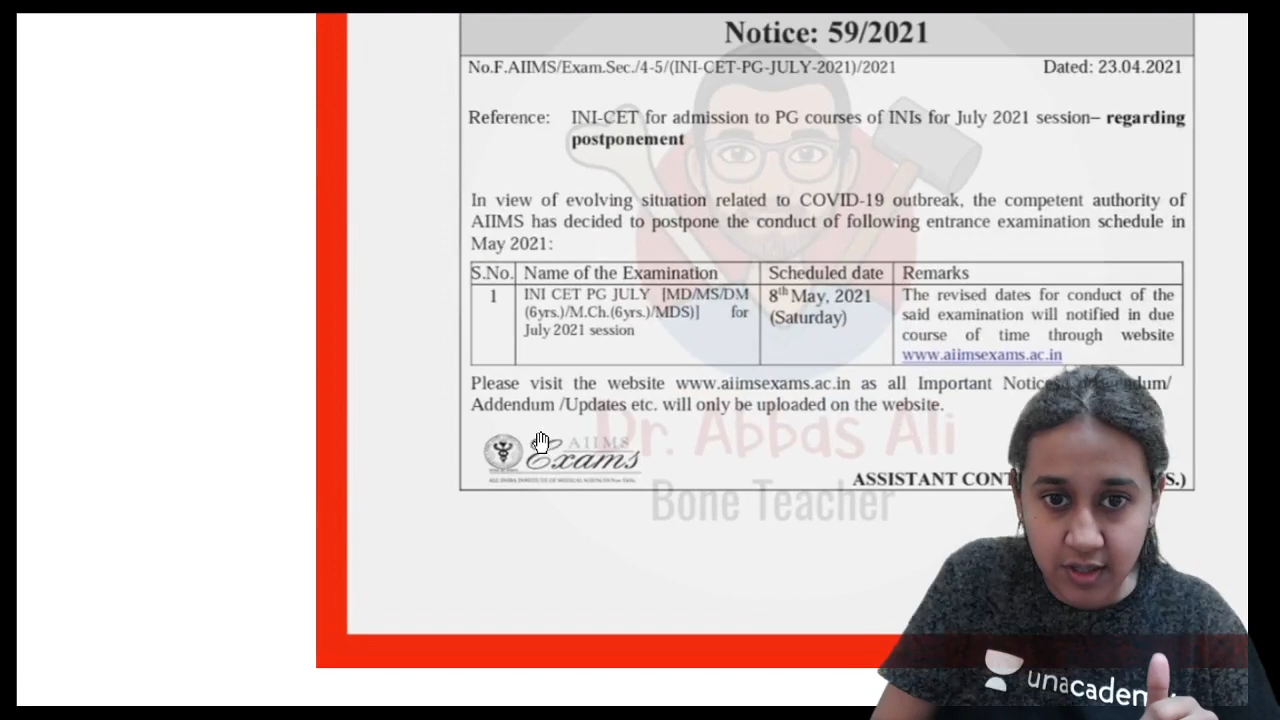 Notice: 59/2021
No.F.AIIMS/Exam.Sec./4-5/(INI-CET-PG-JULY-2021)/2021 Dated: 23.04.2021
Reference: INI-CET for admission to PG courses of INIs for July 2021 session– regarding
postponement
In view of evolving situation related to COVID-19 outbreak, the competent authority of
AIIMS has decided to postpone the conduct of following entrance examination schedule in
May 2021:
S.No. Name of the Examination Scheduled date Remarks
1 INI CET PG JULY [MD/MS/DM 8th May, 2021 The revised dates for conduct of the
(6yrs.)/M.Ch.(6yrs.)/MDS)] for (Saturday) said examination will notified in due
July 2021 session course of time through website
www.aiimsexams.ac.in
Please visit the website www.aiimsexams.ac.in as all Important Notices
Addendum /Updates etc. will only be uploaded on the website.
AIIMS
Exams
Dr. Abbas Ali
ASSISTANT
Bone Teacher
unacademy